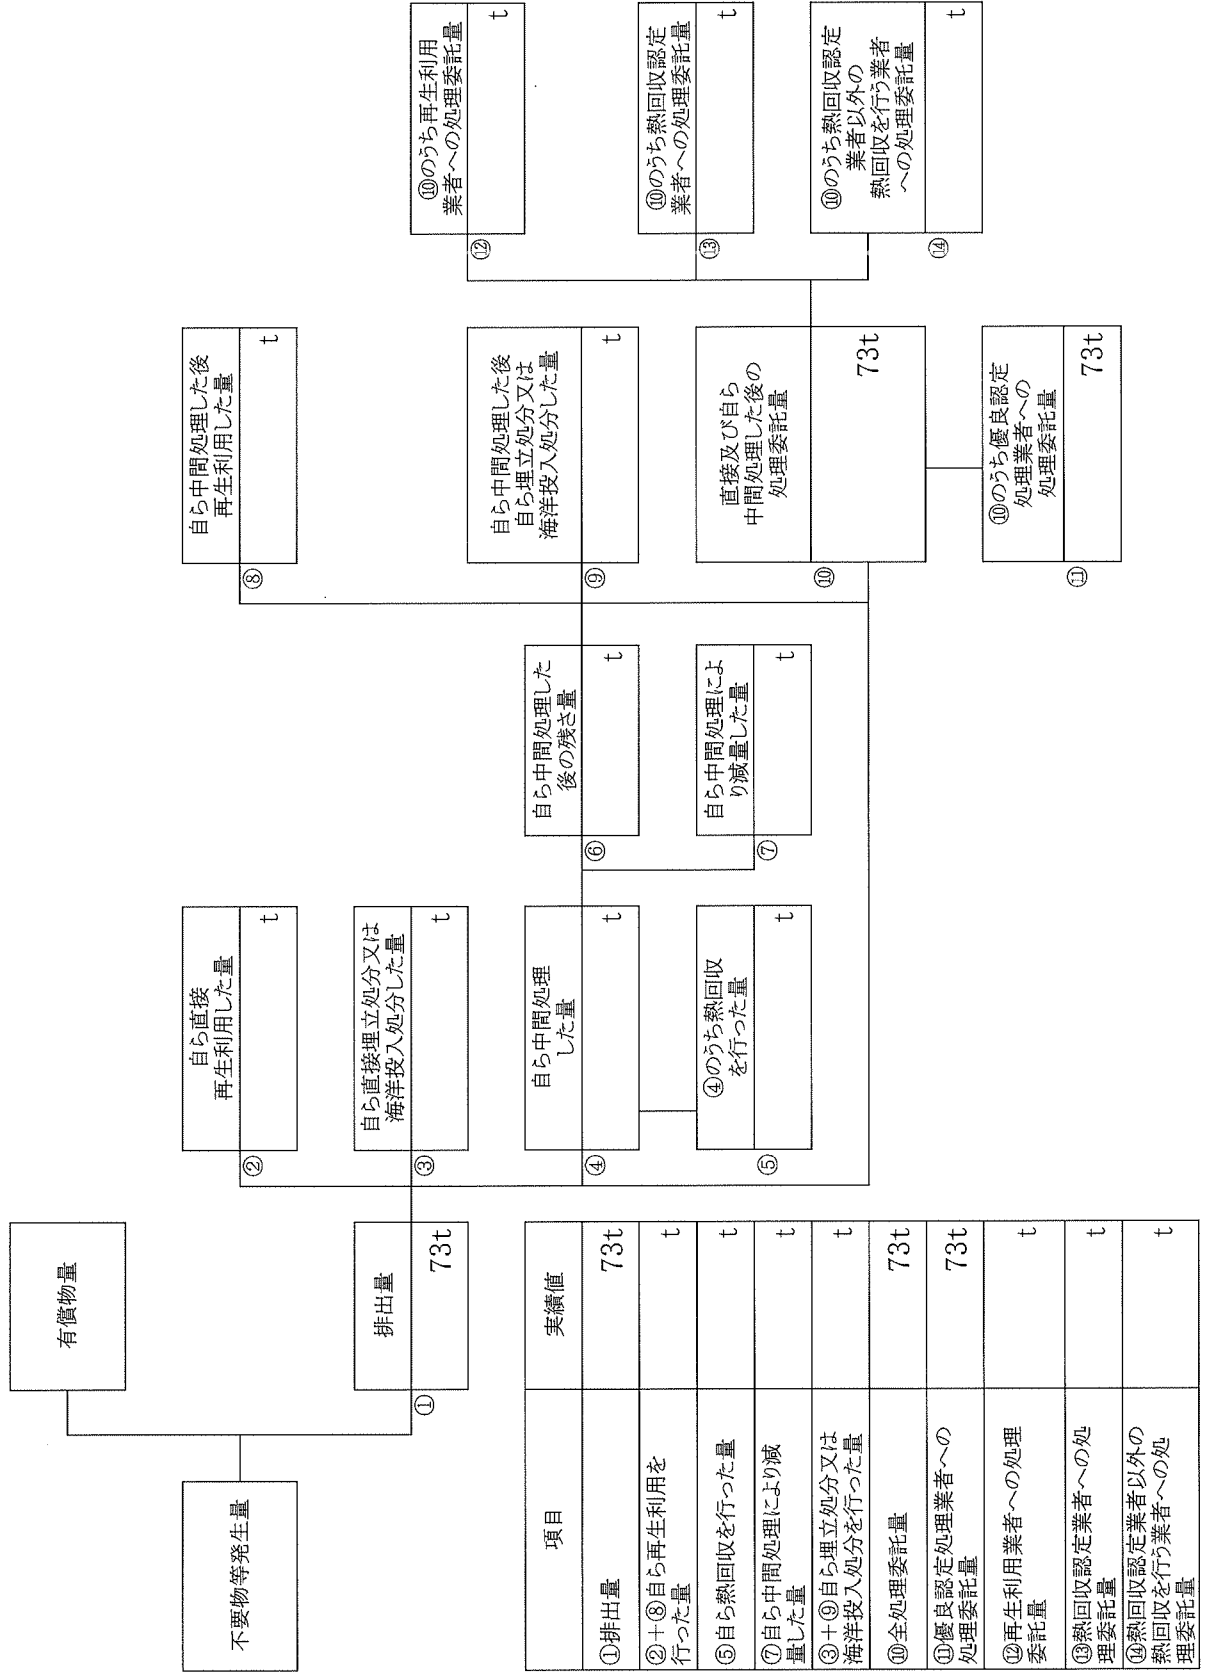 不要物等発生量
有償物量
排出量
①
73t
自ら直接
再生利用した量
②
t
自ら直接埋立処分又は
海洋投入処分した量
③
t
自ら中間処理
した量
④
t
④のうち熱回収
を行った量
⑤
t
自ら中間処理した
後の残さ量
⑥
t
自ら中間処理によ
り減量した量
⑦
t
自ら中間処理した後
再生利用した量
⑧
t
自ら中間処理した後
自ら埋立処分又は
海洋投入処分した量
⑨
t
直接及び自ら
中間処理した後の
処理委託量
⑩
73t
⑩のうち優良認定
処理業者への
処理委託量
⑪
73t
⑩のうち再生利用
業者への処理委託量
⑫
t
⑩のうち熱回収認定
業者への処理委託量
⑬
t
⑩のうち熱回収認定
業者以外の
熱回収を行う業者
への処理委託量
⑭
t
項目
実績値
①排出量
73t
②+⑧自ら再生利用を
行った量
t
⑤自ら熱回収を行った量
t
⑦自ら中間処理により減
量した量
t
③+⑨自ら埋立処分又は
海洋投入処分を行った量
t
⑩全処理委託量
73t
⑪優良認定処理業者への
処理委託量
73t
⑫再生利用業者への処理
委託量
t
⑬熱回収認定業者への処
理委託量
t
⑭熱回収認定業者以外の
熱回収を行う業者への処
理委託量
t